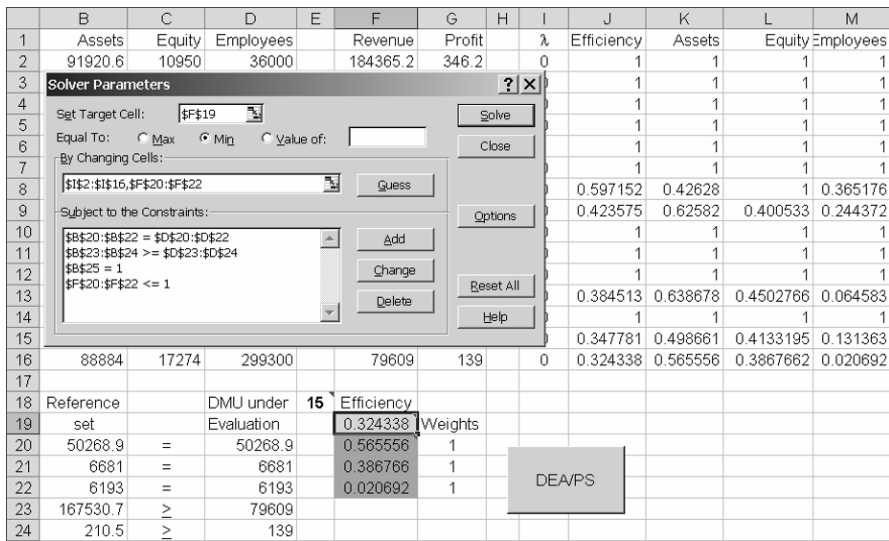 B C D E F G H I J K L M
1 Assets Equity Employees Revenue Profit λ Efficiency Assets Equity Employees
2 91920.6 10950 36000 184365.2 346.2 0 1 1 1 1
3 Solver Parameters ? X 1 1 1 1
4 1 1 1 1
Set Target Cell: $F$19 Solve
5 1 1 1 1
Equal To: Max Min Value of: Close
6 1 1 1 1
By Changing Cells:
7 1 1 1 1
8 $I$2:$I$16,$F$20:$F$22 Guess 0.597152 0.42628 1 0.365176
9 Subject to the Constraints: Options 0.423575 0.62582 0.400533 0.244372
10 $B$20:$B$22 = $D$20:$D$22 Add 1 1 1 1
11 $B$23:$B$24 >= $D$23:$D$24 1 1 1 1
12 $B$25 = 1 Change 1 1 1 1
13 $F$20:$F$22 <= 1 Reset All 0.384513 0.638678 0.4502766 0.064583
14 Delete Help 1 1 1 1
15 0.347781 0.498661 0.4133195 0.131363
16 88884 17274 299300 79609 139 0 0.324338 0.565556 0.3867662 0.020692
17
18 Reference DMU under 15 Efficiency
19 set Evaluation 0.324338 Weights
20 50268.9 = 50268.9 0.565556 1
21 6681 = 6681 0.386766 1
22 6193 = 6193 0.020692 1
DEA/PS
23 167530.7 ≥ 79609
24 210.5 ≥ 139